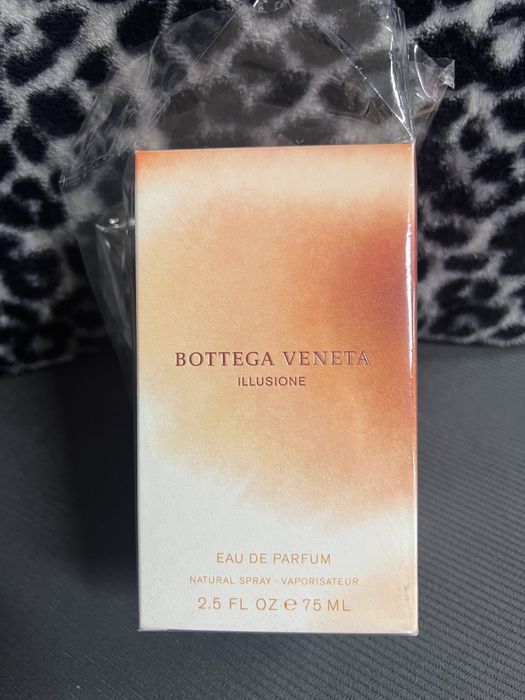 BOTTEGA VENETA
ILLUSIONE
EAU DE PARFUM
NATURAL SPRAY · VAPORISATEUR
2.5 FL OZ ℮ 75 ML